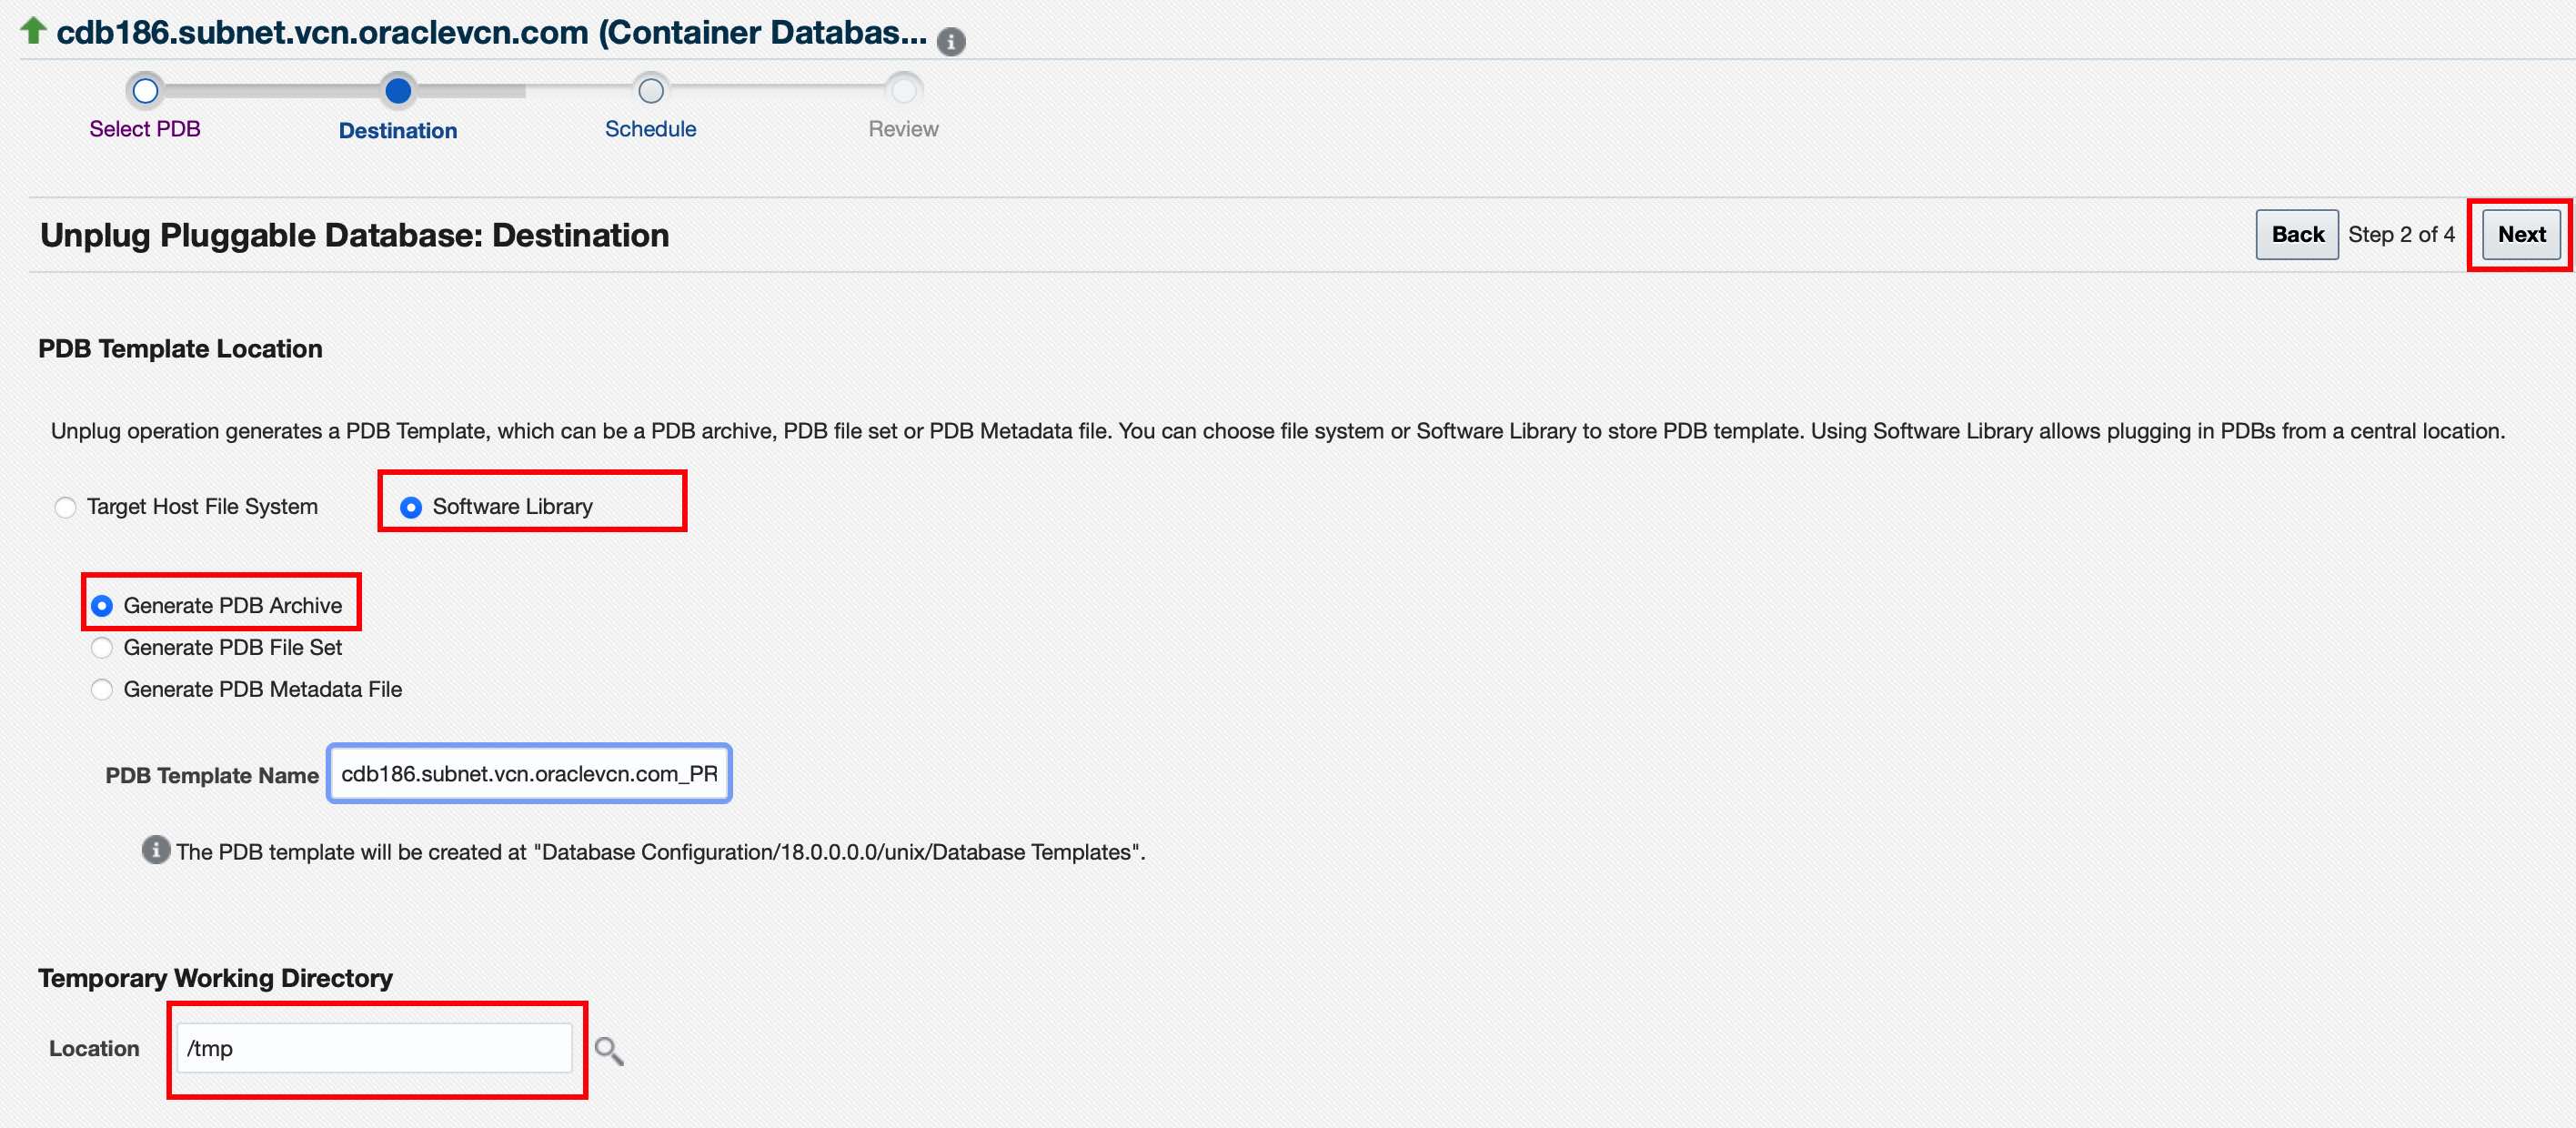 cdb186.subnet.vcn.oraclevcn.com (Container Databas...
Select PDB
Destination
Schedule
Review
Unplug Pluggable Database: Destination
Back Step 2 of 4 Next
PDB Template Location
Unplug operation generates a PDB Template, which can be a PDB archive, PDB file set or PDB Metadata file. You can choose file system or Software Library to store PDB template. Using Software Library allows plugging in PDBs from a central location.
Target Host File System Software Library
Generate PDB Archive
Generate PDB File Set
Generate PDB Metadata File
PDB Template Name cdb186.subnet.vcn.oraclevcn.com_PR
The PDB template will be created at "Database Configuration/18.0.0.0.0/unix/Database Templates".
Temporary Working Directory
Location /tmp